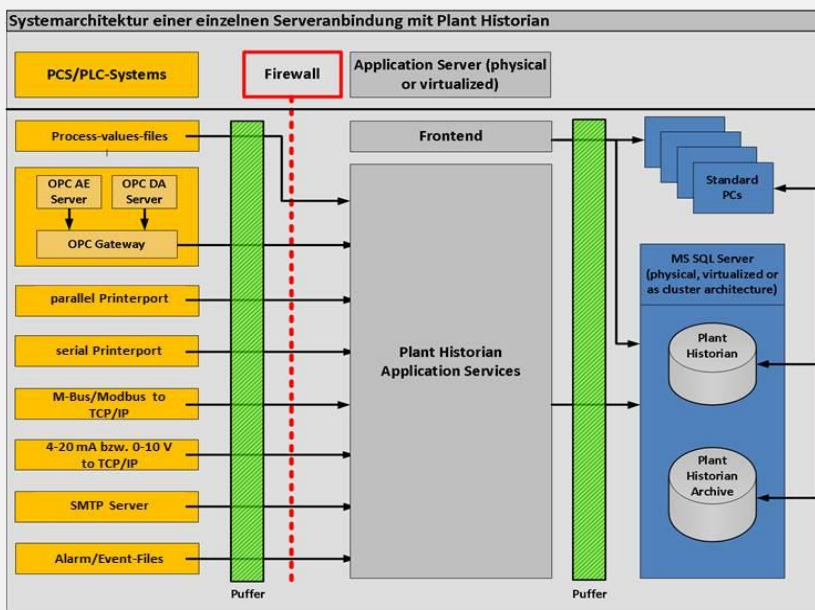 Systemarchitektur einer einzelnen Serveranbindung mit Plant Historian
PCS/PLC-Systems
Firewall
Application Server (physical
or virtualized)
Process-values-files
OPC AE
Server
OPC DA
Server
OPC Gateway
parallel Printerport
serial Printerport
M-Bus/Modbus to
TCP/IP
4-20 mA bzw. 0-10 V
to TCP/IP
SMTP Server
Alarm/Event-Files
Puffer
Frontend
Plant Historian
Application Services
Puffer
Standard
PCs
MS SQL Server
(physical, virtualized or
as cluster architecture)
Plant
Historian
Plant
Historian
Archive